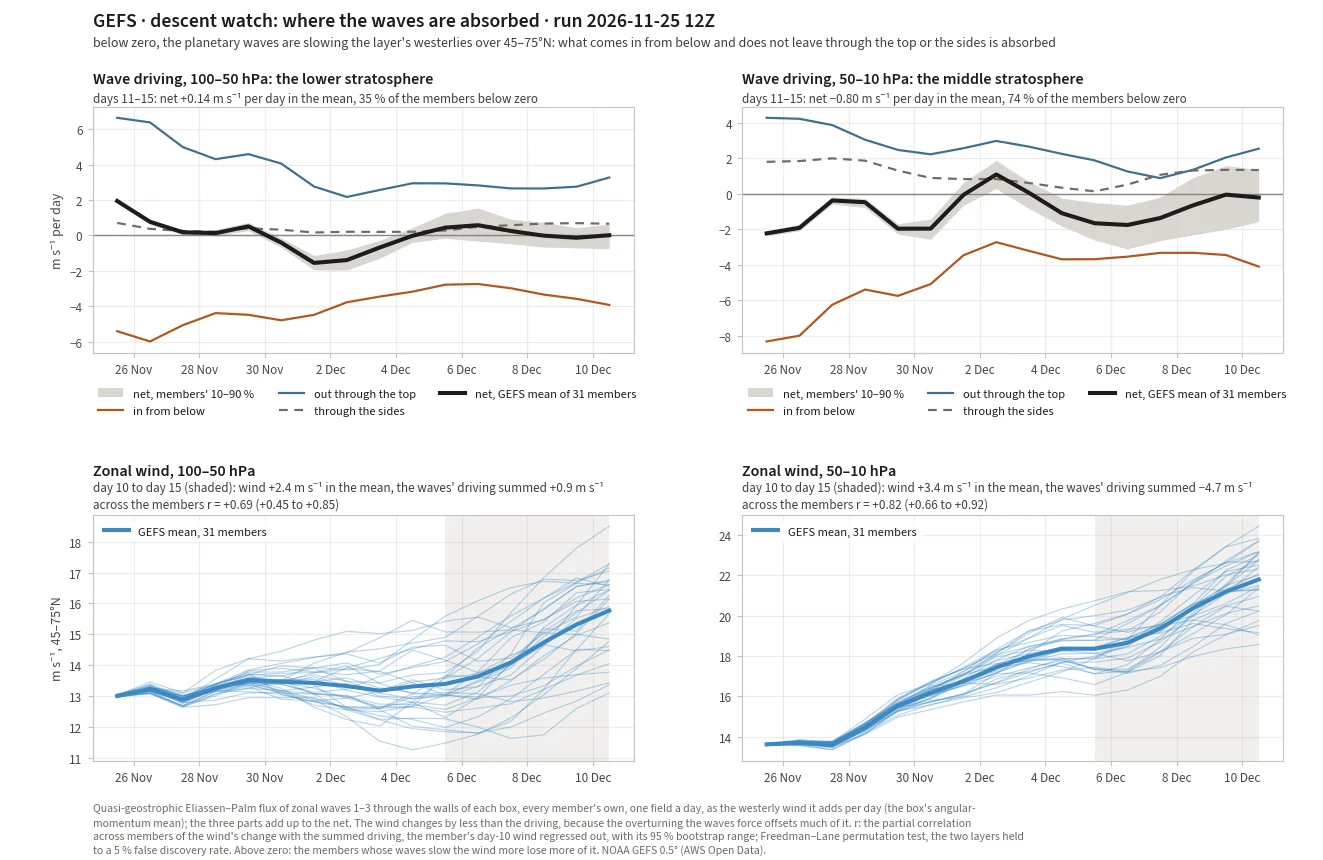 GEFS · descent watch: where the waves are absorbed · run 2026-11-25 12Z
below zero, the planetary waves are slowing the layer's westerlies over 45–75°N: what comes in from below and does not leave through the top or the sides is absorbed
Wave driving, 100–50 hPa: the lower stratosphere
days 11–15: net +0.14 m s⁻¹ per day in the mean, 35 % of the members below zero
m s⁻¹ per day
6
4
2
0
−2
−4
−6
26 Nov 28 Nov 30 Nov 2 Dec 4 Dec 6 Dec 8 Dec 10 Dec
net, members' 10–90 % out through the top net, GEFS mean of 31 members
in from below through the sides
Wave driving, 50–10 hPa: the middle stratosphere
days 11–15: net −0.80 m s⁻¹ per day in the mean, 74 % of the members below zero
4
2
0
−2
−4
−6
−8
26 Nov 28 Nov 30 Nov 2 Dec 4 Dec 6 Dec 8 Dec 10 Dec
net, members' 10–90 % out through the top net, GEFS mean of 31 members
in from below through the sides
Zonal wind, 100–50 hPa
day 10 to day 15 (shaded): wind +2.4 m s⁻¹ in the mean, the waves' driving summed +0.9 m s⁻¹
across the members r = +0.69 (+0.45 to +0.85)
GEFS mean, 31 members
m s⁻¹, 45–75°N
18
17
16
15
14
13
12
11
26 Nov 28 Nov 30 Nov 2 Dec 4 Dec 6 Dec 8 Dec 10 Dec
Zonal wind, 50–10 hPa
day 10 to day 15 (shaded): wind +3.4 m s⁻¹ in the mean, the waves' driving summed −4.7 m s⁻¹
across the members r = +0.82 (+0.66 to +0.92)
GEFS mean, 31 members
24
22
20
18
16
14
26 Nov 28 Nov 30 Nov 2 Dec 4 Dec 6 Dec 8 Dec 10 Dec
Quasi-geostrophic Eliassen–Palm flux of zonal waves 1–3 through the walls of each box, every member's own, one field a day, as the westerly wind it adds per day (the box's angular-
momentum mean); the three parts add up to the net. The wind changes by less than the driving, because the overturning the waves force offsets much of it. r: the partial correlation
across members of the wind's change with the summed driving, the member's day-10 wind regressed out, with its 95 % bootstrap range; Freedman–Lane permutation test, the two layers held
to a 5 % false discovery rate. Above zero: the members whose waves slow the wind more lose more of it. NOAA GEFS 0.5° (AWS Open Data).